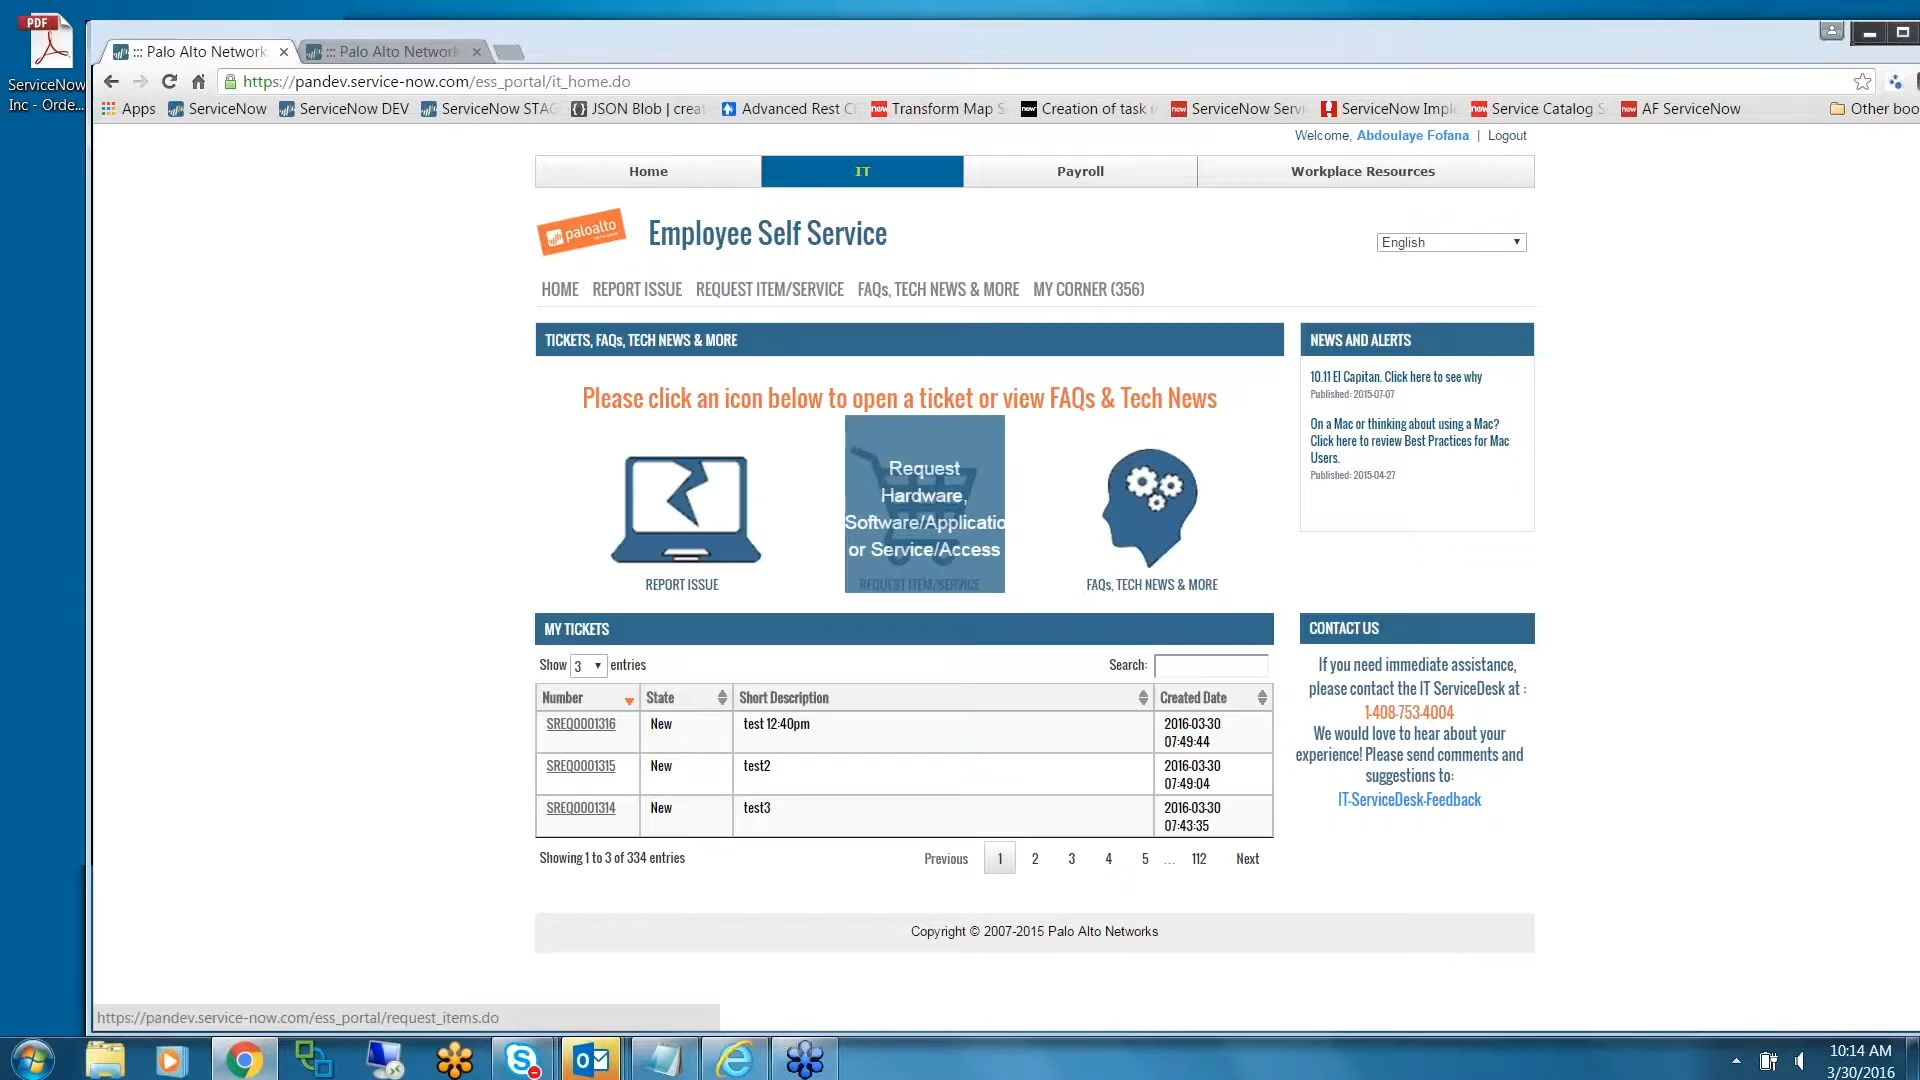 PDF
ServiceNow
Inc - Orde...
::: Palo Alto Network
::: Palo Alto Network
https://pandev.service-now.com/ess_portal/it_home.do
Apps
ServiceNow
ServiceNow DEV
ServiceNow STAG
JSON Blob | creat
Advanced Rest Cl
Transform Map S
Creation of task
ServiceNow Servi
ServiceNow Imple
Service Catalog S
AF ServiceNow
Other boo
Welcome, Abdoulaye Fofana | Logout
Home
IT
Payroll
Workplace Resources
paloalto
Employee Self Service
English
HOME
REPORT ISSUE
REQUEST ITEM/SERVICE
FAQs, TECH NEWS & MORE
MY CORNER (356)
TICKETS, FAQs, TECH NEWS & MORE
Please click an icon below to open a ticket or view FAQs & Tech News
Request
Hardware,
Software/Applicatio
or Service/Access
REPORT ISSUE
REQUEST ITEM/SERVICE
FAQs, TECH NEWS & MORE
NEWS AND ALERTS
10.11 El Capitan. Click here to see why
Published: 2015-07-07
On a Mac or thinking about using a Mac?
Click here to review Best Practices for Mac
Users.
Published: 2015-04-27
MY TICKETS
Show 3 entries
Search:
Number
State
Short Description
Created Date
SREQ0001316
New
test 12:40pm
2016-03-30
07:49:44
SREQ0001315
New
test2
2016-03-30
07:49:04
SREQ0001314
New
test3
2016-03-30
07:43:35
Showing 1 to 3 of 334 entries
Previous 1 2 3 4 5 ... 112 Next
CONTACT US
If you need immediate assistance,
please contact the IT ServiceDesk at :
1-408-753-4004
We would love to hear about your
experience! Please send comments and
suggestions to:
IT-ServiceDesk-Feedback
Copyright © 2007-2015 Palo Alto Networks
https://pandev.service-now.com/ess_portal/request_items.do
10:14 AM
3/30/2016